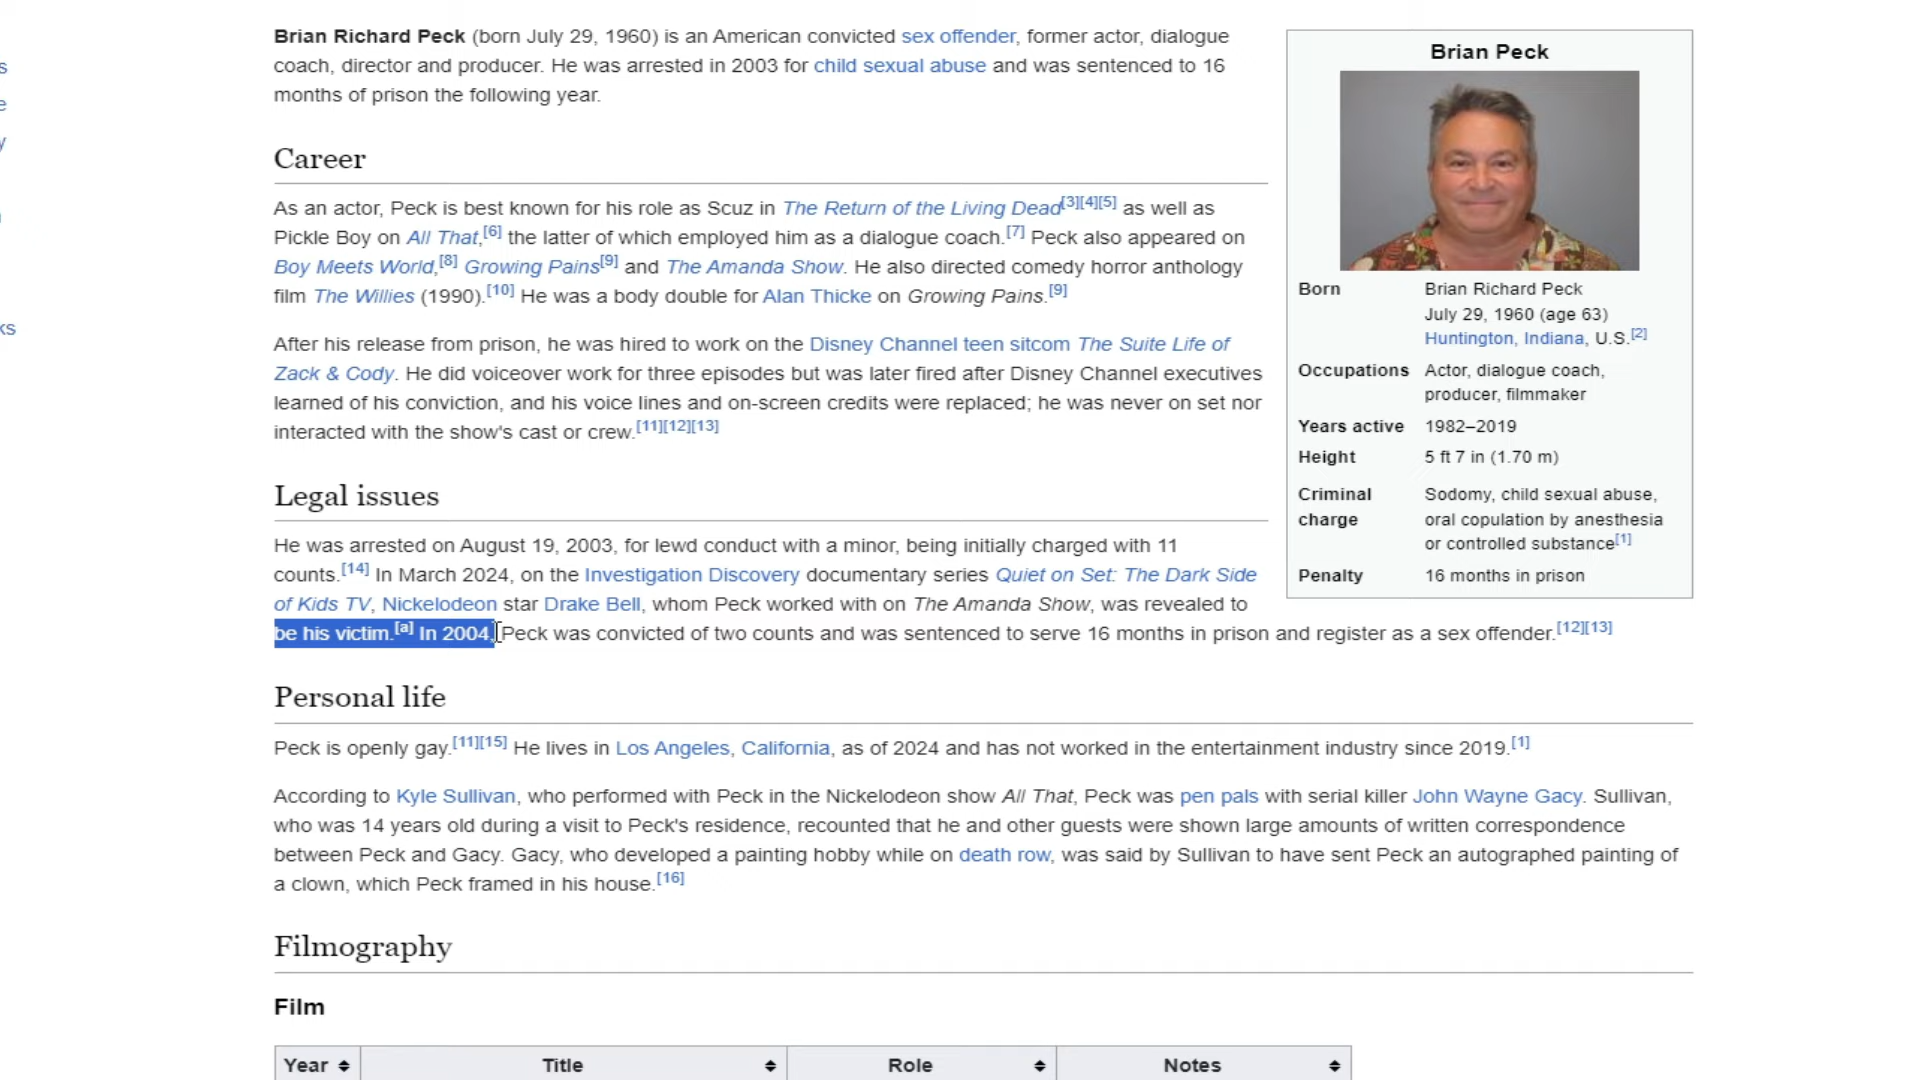 Brian Richard Peck (born July 29, 1960) is an American convicted sex offender, former actor, dialogue
coach, director and producer. He was arrested in 2003 for child sexual abuse and was sentenced to 16
months of prison the following year.
Career
As an actor, Peck is best known for his role as Scuz in The Return of the Living Dead[3][4][5] as well as
Pickle Boy on All That,[6] the latter of which employed him as a dialogue coach.[7] Peck also appeared on
Boy Meets World,[8] Growing Pains[9] and The Amanda Show. He also directed comedy horror anthology
film The Willies (1990).[10] He was a body double for Alan Thicke on Growing Pains.[9]
After his release from prison, he was hired to work on the Disney Channel teen sitcom The Suite Life of
Zack & Cody. He did voiceover work for three episodes but was later fired after Disney Channel executives
learned of his conviction, and his voice lines and on-screen credits were replaced; he was never on set nor
interacted with the show's cast or crew.[11][12][13]
Legal issues
He was arrested on August 19, 2003, for lewd conduct with a minor, being initially charged with 11
counts.[14] In March 2024, on the Investigation Discovery documentary series Quiet on Set: The Dark Side
of Kids TV, Nickelodeon star Drake Bell, whom Peck worked with on The Amanda Show, was revealed to
be his victim.[a] In 2004, Peck was convicted of two counts and was sentenced to serve 16 months in prison and register as a sex offender.[12][13]
Personal life
Peck is openly gay.[11][15] He lives in Los Angeles, California, as of 2024 and has not worked in the entertainment industry since 2019.[1]
According to Kyle Sullivan, who performed with Peck in the Nickelodeon show All That, Peck was pen pals with serial killer John Wayne Gacy. Sullivan,
who was 14 years old during a visit to Peck's residence, recounted that he and other guests were shown large amounts of written correspondence
between Peck and Gacy. Gacy, who developed a painting hobby while on death row, was said by Sullivan to have sent Peck an autographed painting of
a clown, which Peck framed in his house.[16]
Filmography
Film
Year Title Role Notes
Brian Peck
Born Brian Richard Peck
July 29, 1960 (age 63)
Huntington, Indiana, U.S.[2]
Occupations Actor, dialogue coach,
producer, filmmaker
Years active 1982–2019
Height 5 ft 7 in (1.70 m)
Criminal Sodomy, child sexual abuse,
charge oral copulation by anesthesia
or controlled substance[1]
Penalty 16 months in prison